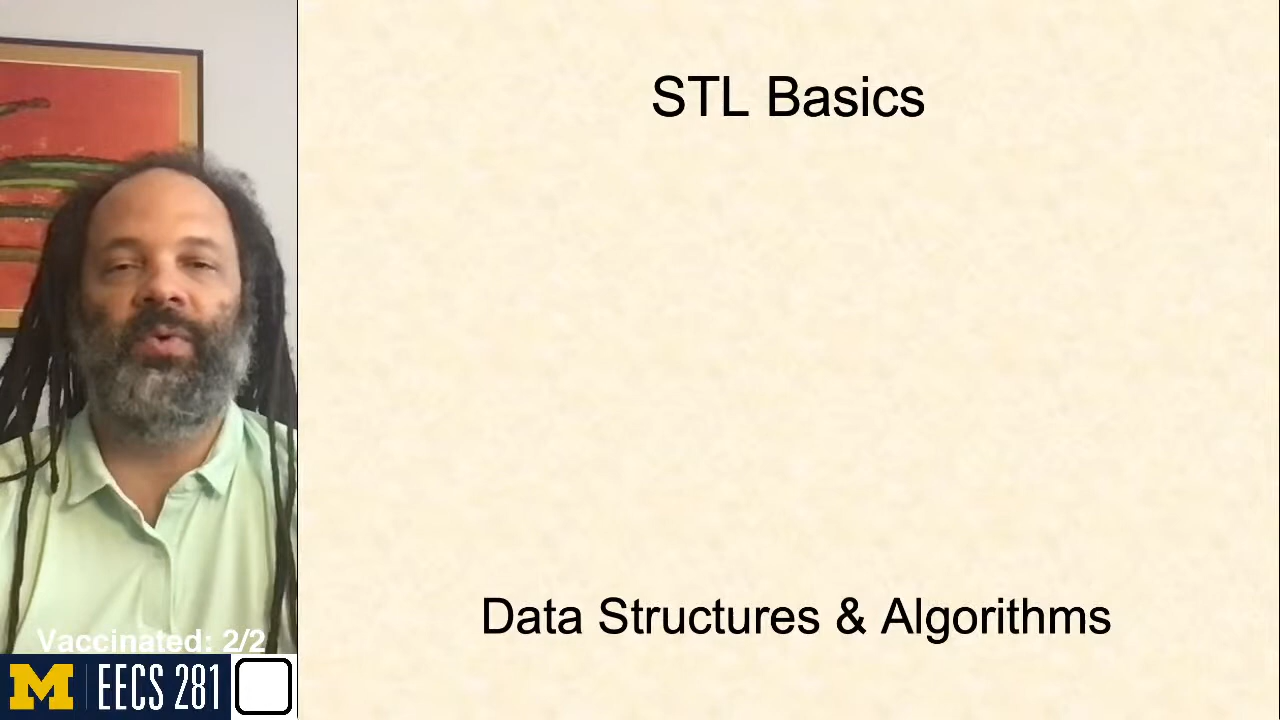 STL Basics
Data Structures & Algorithms
Vaccinated: 2/2
M EECS 281